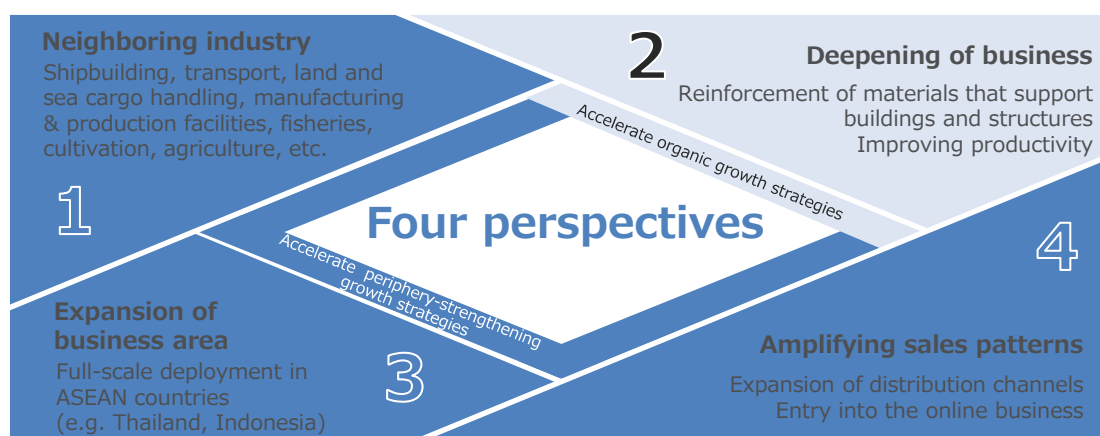 Neighboring industry
Shipbuilding, transport, land and
sea cargo handling, manufacturing
& production facilities, fisheries,
cultivation, agriculture, etc.
1
2
Deepening of business
Reinforcement of materials that support
buildings and structures
Improving productivity
Accelerate organic growth strategies
Four perspectives
Accelerate periphery-strengthening
growth strategies
Expansion of
business area
Full-scale deployment in
ASEAN countries
(e.g. Thailand, Indonesia)
3
4
Amplifying sales patterns
Expansion of distribution channels
Entry into the online business